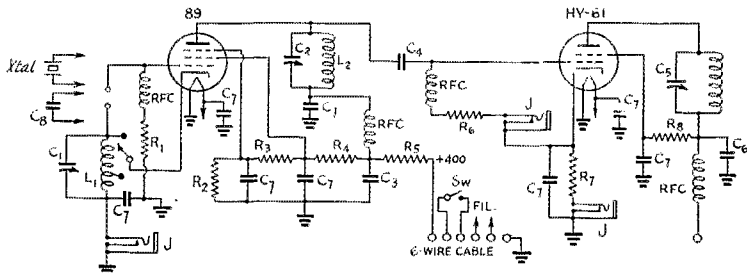 89
HY-61
Xtal
C8
C1
L1
C7
J
RFC
R1
C7
C2
L2
C1
RFC
R2
R3
R4
R5
C7
C7
C3
+400
Sw
FIL.
6-WIRE CABLE
C4
RFC
R6
J
C7
R7
J
C7
C7
R8
RFC
C5
C6